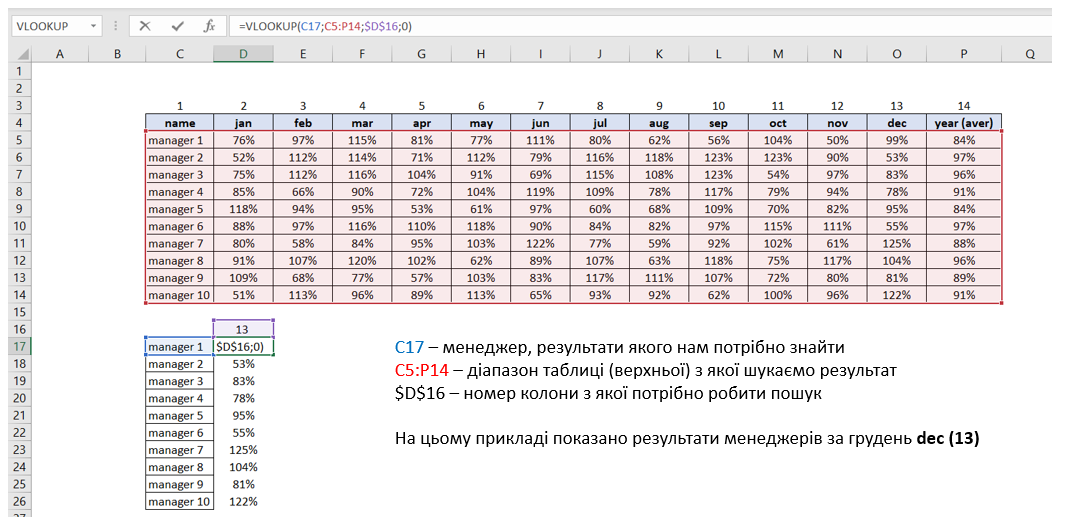 VLOOKUP fx =VLOOKUP(C17;C5:P14;$D$16;0)
A B C D E F G H I J K L M N O P Q
1
2
3 1 2 3 4 5 6 7 8 9 10 11 12 13 14
4 name jan feb mar apr may jun jul aug sep oct nov dec year (aver)
5 manager 1 76% 97% 115% 81% 77% 111% 80% 62% 56% 104% 50% 99% 84%
6 manager 2 52% 112% 114% 71% 112% 79% 116% 118% 123% 123% 90% 53% 97%
7 manager 3 75% 112% 116% 104% 91% 69% 115% 108% 123% 54% 97% 83% 96%
8 manager 4 85% 66% 90% 72% 104% 119% 109% 78% 117% 79% 94% 78% 91%
9 manager 5 118% 94% 95% 53% 61% 97% 60% 68% 109% 70% 82% 95% 84%
10 manager 6 88% 97% 116% 110% 118% 90% 84% 82% 97% 115% 111% 55% 97%
11 manager 7 80% 58% 84% 95% 103% 122% 77% 59% 92% 102% 61% 125% 88%
12 manager 8 91% 107% 120% 102% 62% 89% 107% 63% 118% 75% 117% 104% 96%
13 manager 9 109% 68% 77% 57% 103% 83% 117% 111% 107% 72% 80% 81% 89%
14 manager 10 51% 113% 96% 89% 113% 65% 93% 92% 62% 100% 96% 122% 91%
15
16 13
17 manager 1 $D$16;0)
18 manager 2 53%
19 manager 3 83%
20 manager 4 78%
21 manager 5 95%
22 manager 6 55%
23 manager 7 125%
24 manager 8 104%
25 manager 9 81%
26 manager 10 122%
27
C17 – менеджер, результати якого нам потрібно знайти
C5:P14 – діапазон таблиці (верхньої) з якої шукаємо результат
$D$16 – номер колони з якої потрібно робити пошук
На цьому прикладі показано результати менеджерів за грудень dec (13)